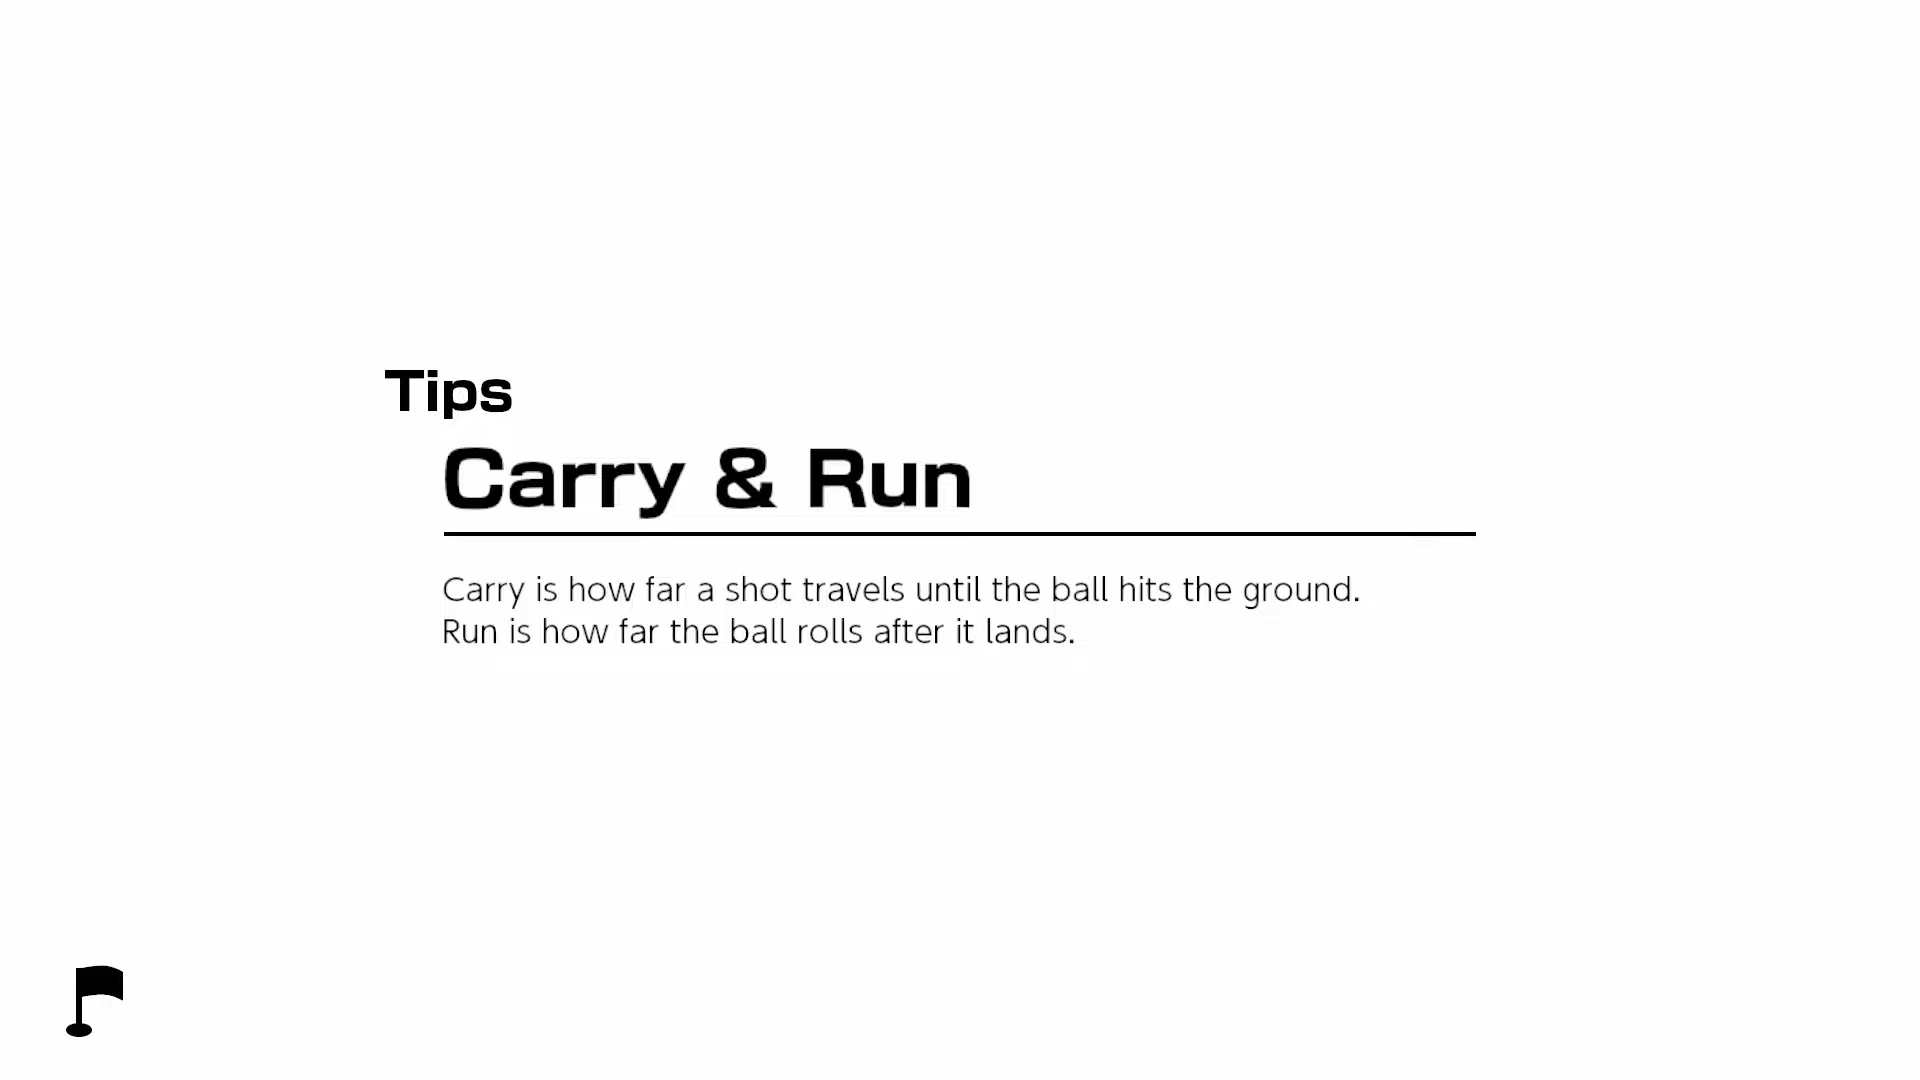 Tips
Carry & Run
Carry is how far a shot travels until the ball hits the ground.
Run is how far the ball rolls after it lands.